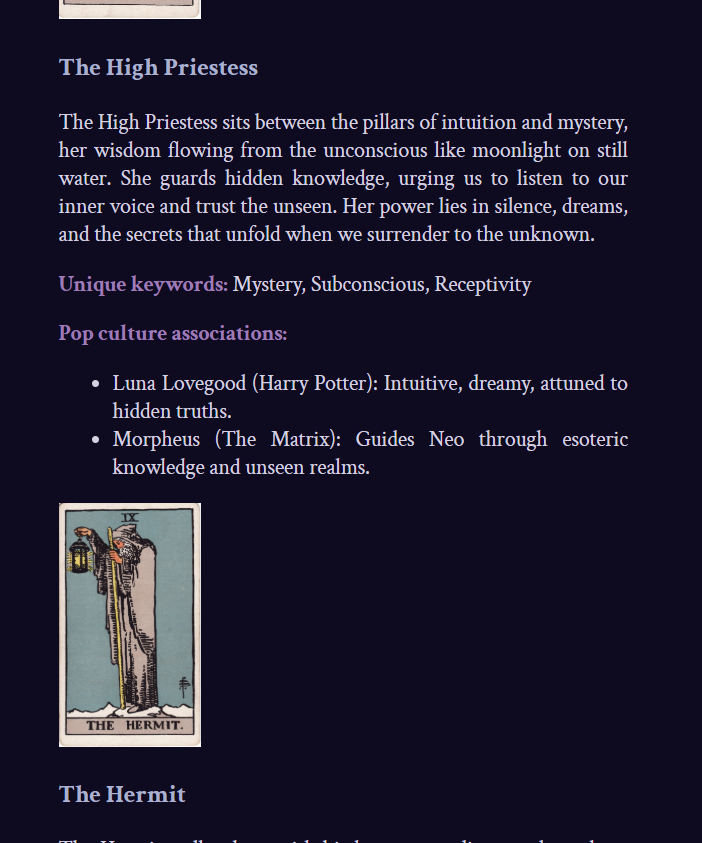 The High Priestess
The High Priestess sits between the pillars of intuition and mystery,
her wisdom flowing from the unconscious like moonlight on still
water. She guards hidden knowledge, urging us to listen to our
inner voice and trust the unseen. Her power lies in silence, dreams,
and the secrets that unfold when we surrender to the unknown.
Unique keywords: Mystery, Subconscious, Receptivity
Pop culture associations:
• Luna Lovegood (Harry Potter): Intuitive, dreamy, attuned to
hidden truths.
• Morpheus (The Matrix): Guides Neo through esoteric
knowledge and unseen realms.
IX
THE HERMIT.
The Hermit